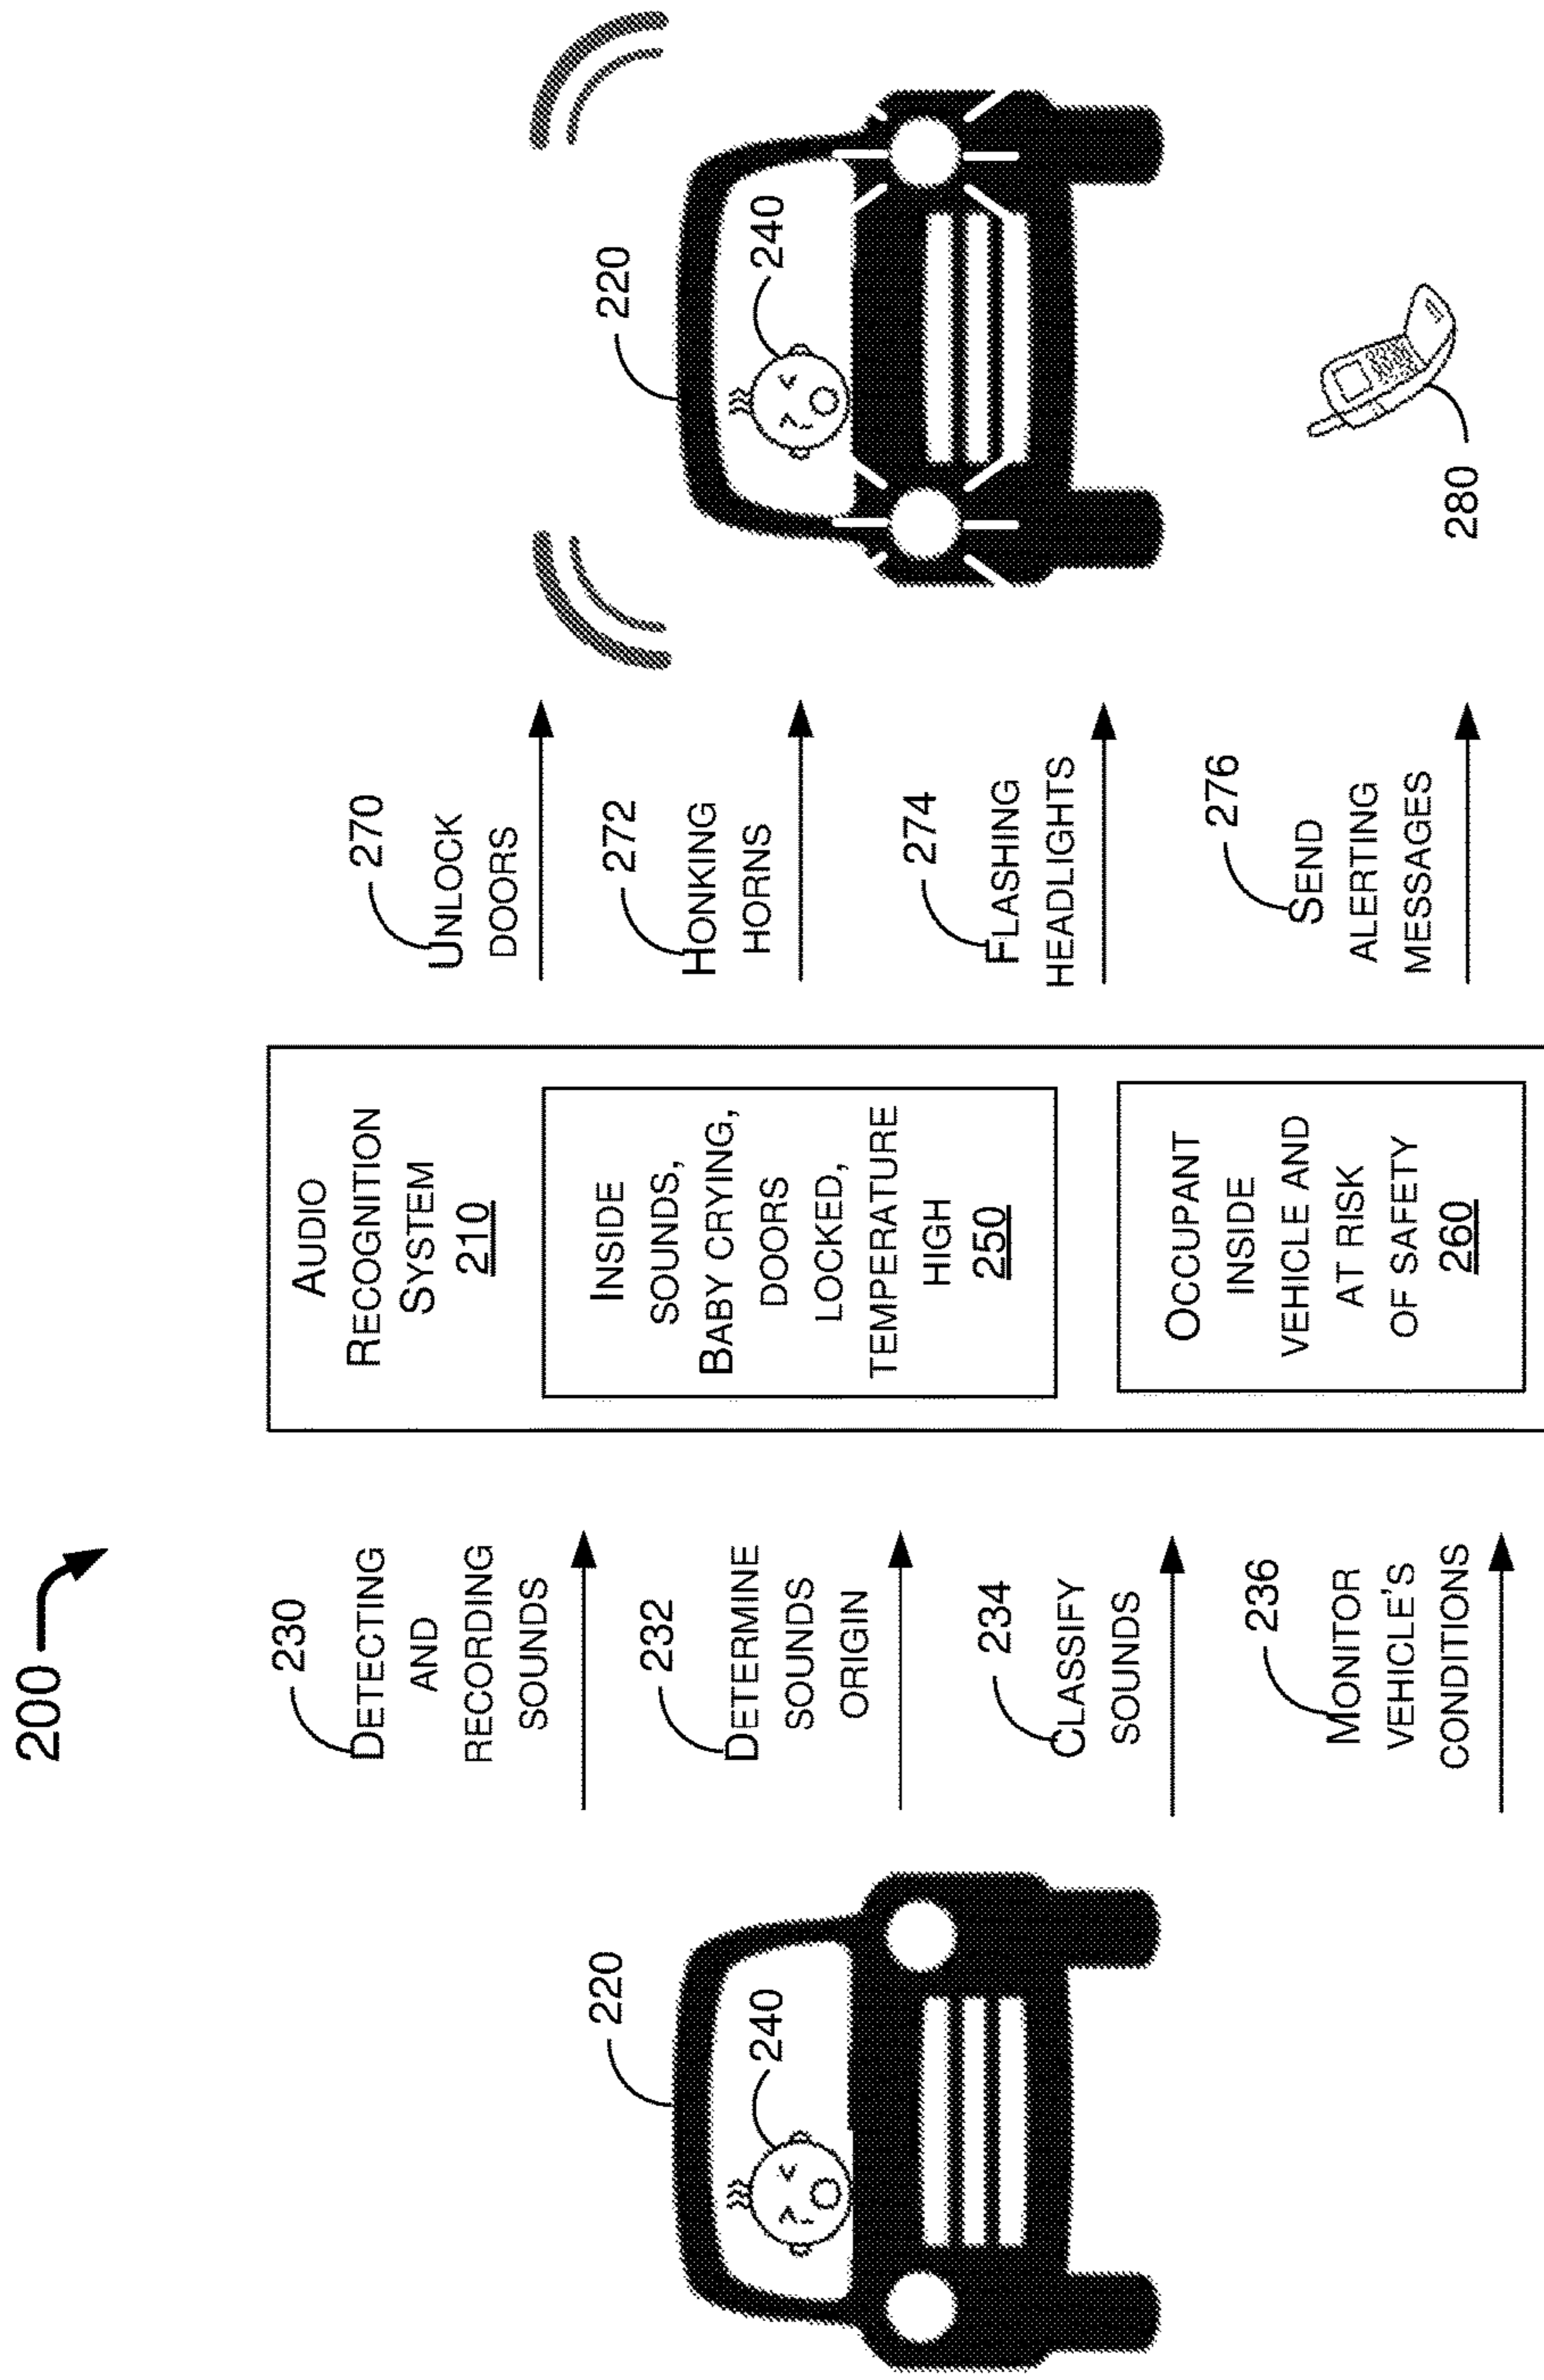 200
220
240
230
DETECTING
AND
RECORDING
SOUNDS
232
DETERMINE
SOUNDS
ORIGIN
234
CLASSIFY
SOUNDS
236
MONITOR
VEHICLE'S
CONDITIONS
AUDIO
RECOGNITION
SYSTEM
210
INSIDE
SOUNDS,
BABY CRYING,
DOORS
LOCKED,
TEMPERATURE
HIGH
250
OCCUPANT
INSIDE
VEHICLE AND
AT RISK
OF SAFETY
260
270
UNLOCK
DOORS
272
HONKING
HORNS
274
FLASHING
HEADLIGHTS
276
SEND
ALERTING
MESSAGES
220
240
280